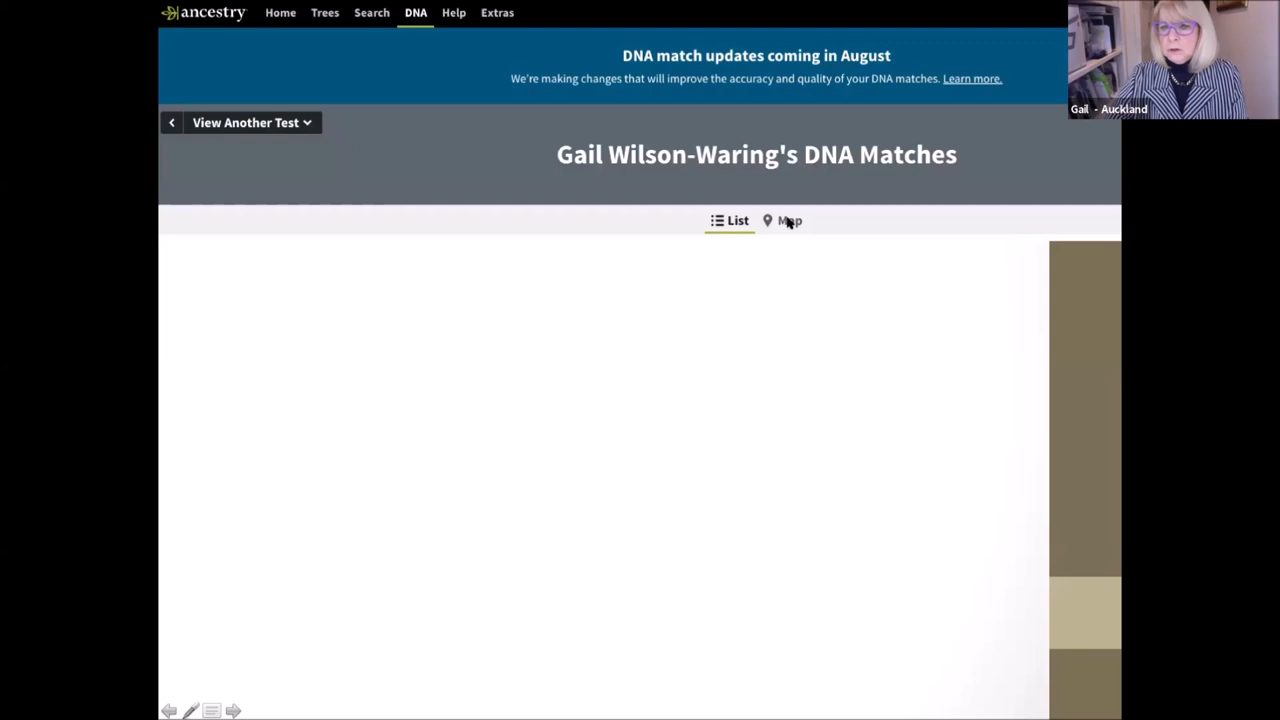 ancestry Home Trees Search DNA Help Extras
DNA match updates coming in August
We're making changes that will improve the accuracy and quality of your DNA matches. Learn more.
Gail - Auckland
View Another Test
Gail Wilson-Waring's DNA Matches
List Map